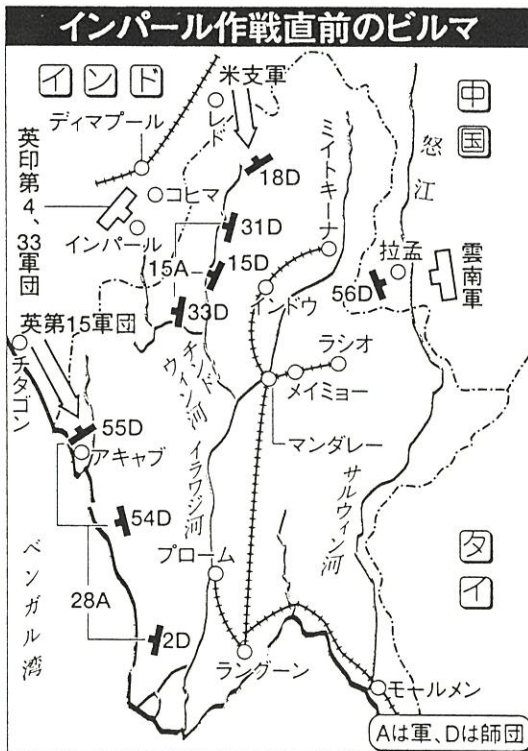 インパール作戦直前のビルマ
インド
米支軍
中国
ディマプール
レド
ミイトキーナ
怒江
英印第4、33軍団
コヒマ
18D
インパール
31D
拉孟
雲南軍
15A
15D
56D
33D
インドウ
英第15軍団
チンドウィン河
ラシオ
メイミョー
チタゴン
マンダレー
55D
アキャブ
イラワジ河
サルウィン河
54D
ベンガル湾
プローム
タイ
28A
2D
ラングーン
モールメン
Aは軍、Dは師団